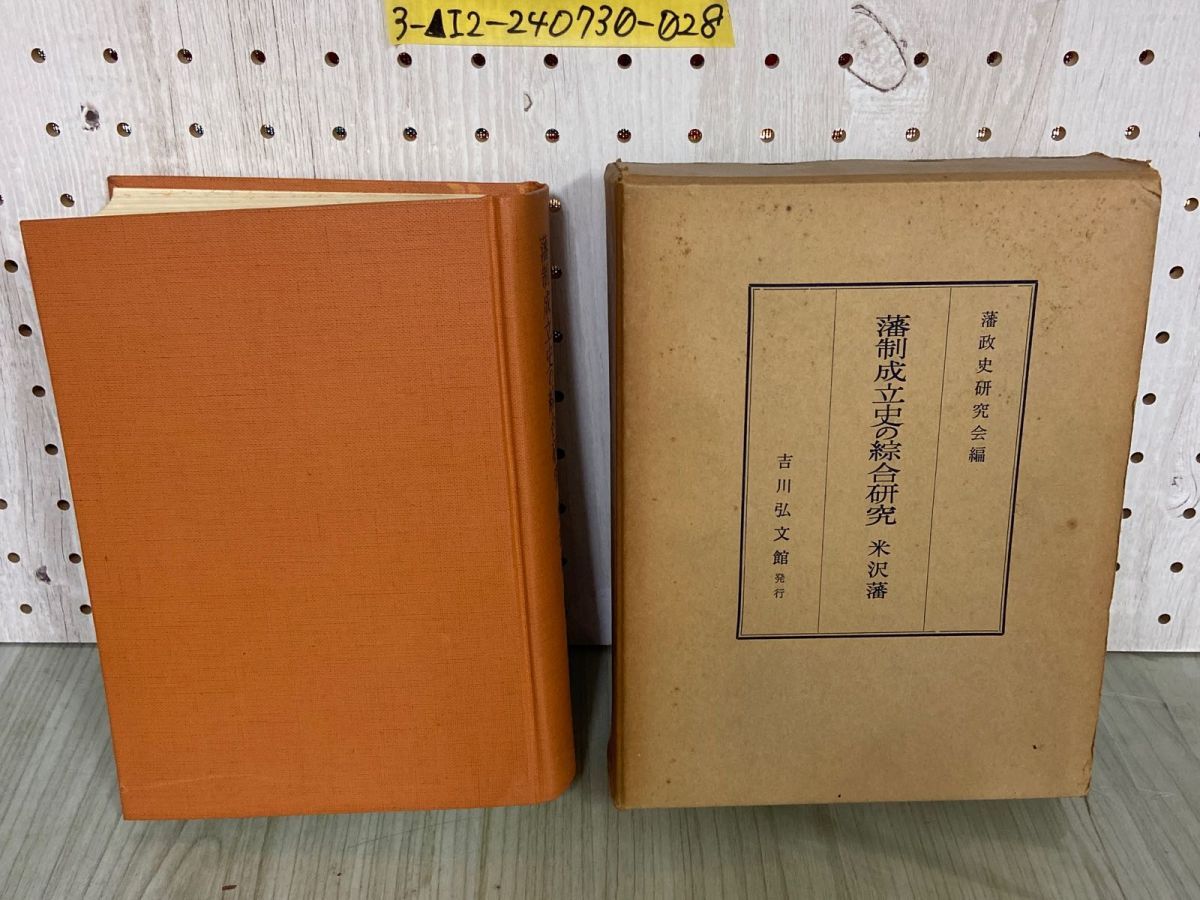 3-▲I2-240730-028
藩政史研究会編
藩制成立史の綜合研究 米沢藩
吉川弘文館発行